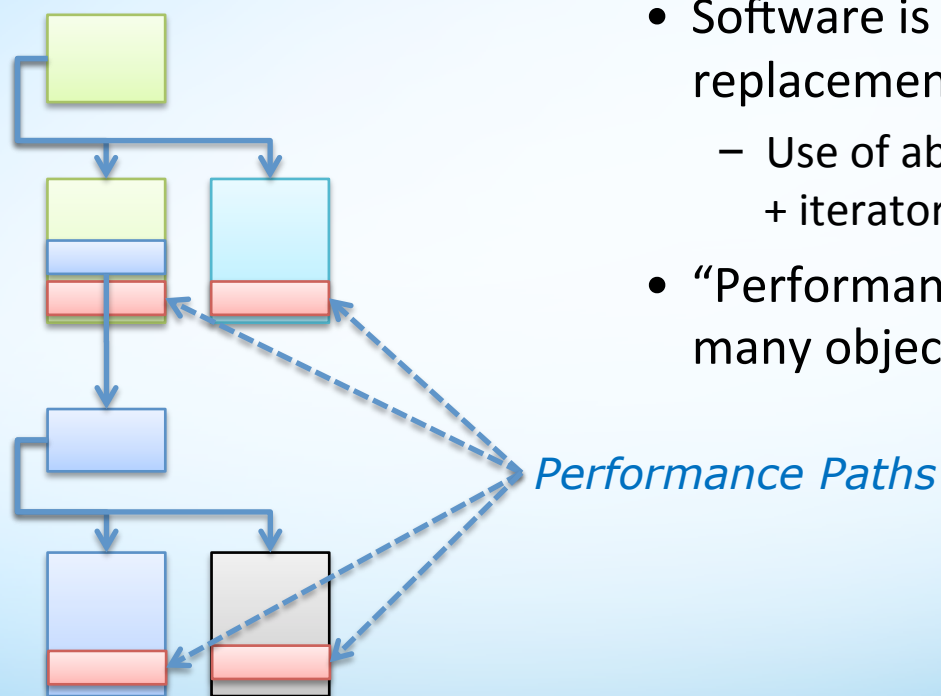 • Software is
replacemen
– Use of ab
+ iterator
• “Performan
many objec
Performance Paths